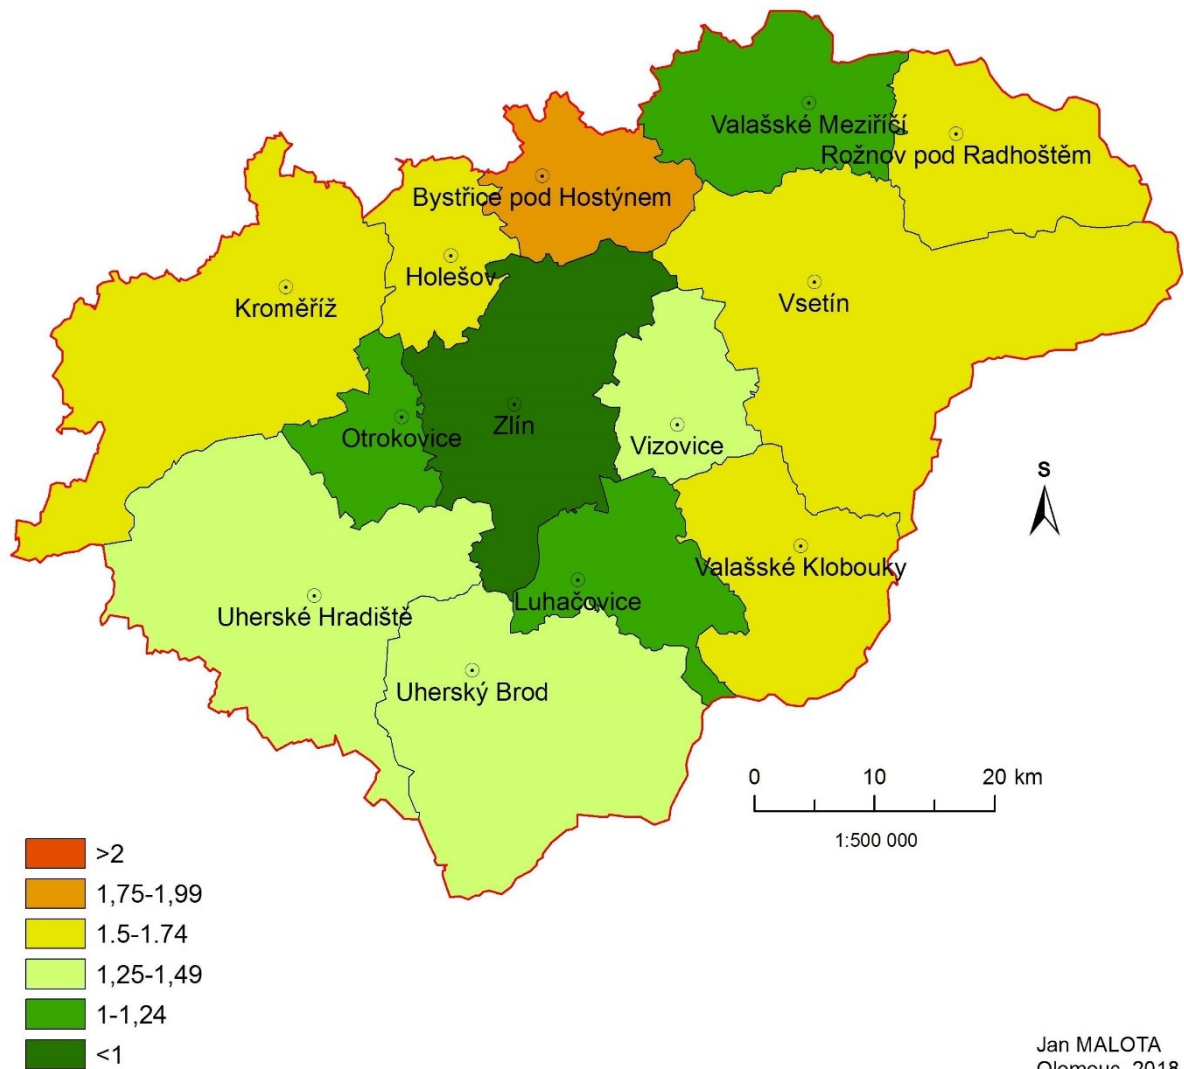 Valašské Meziříčí
Rožnov pod Radhoštěm
Bystřice pod Hostýnem
Holešov
Kroměříž
Vsetín
Otrokovice
Zlín
Vizovice
S
Valašské Klobouky
Luhačovice
Uherské Hradiště
Uherský Brod
0 10 20 km
1:500 000
>2
1,75-1,99
1.5-1.74
1,25-1,49
1-1,24
<1
Jan MALOTA
Olomouc, 2018